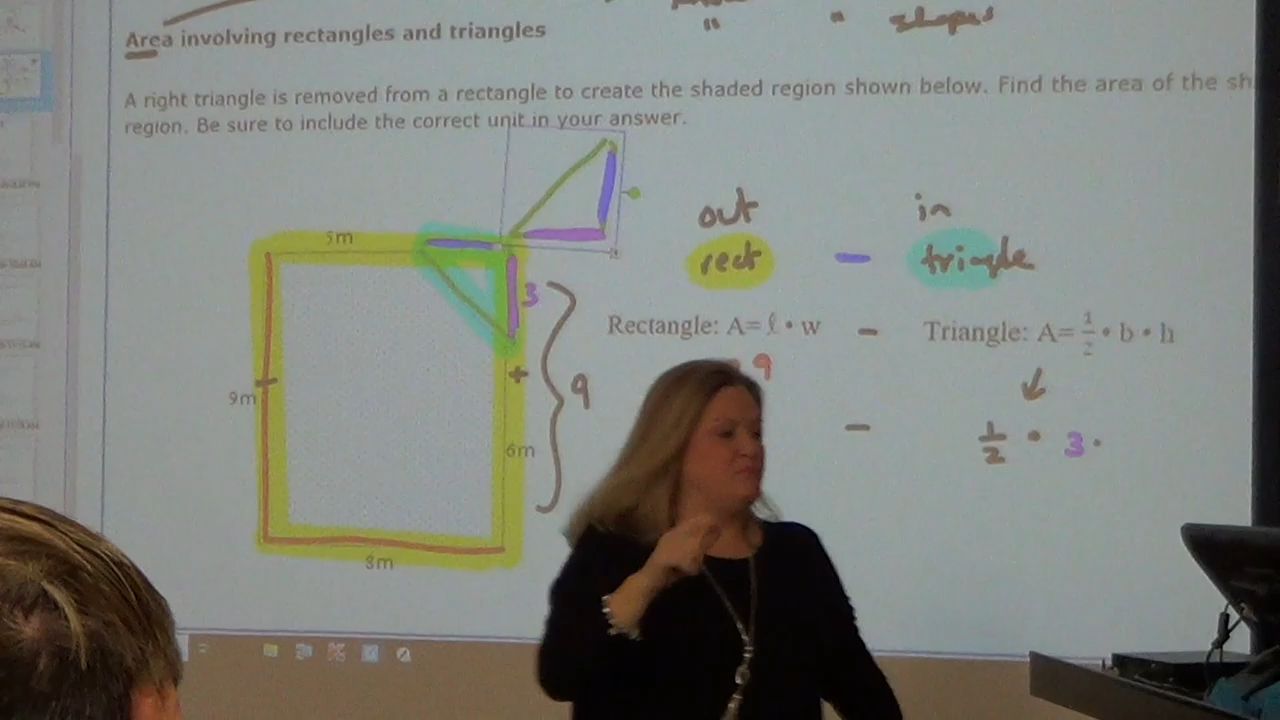 " - shapes
Area involving rectangles and triangles
A right triangle is removed from a rectangle to create the shaded region shown below. Find the area of the sh
region. Be sure to include the correct unit in your answer.
out in
5m
rect - triangle
3
Rectangle: A= ℓ • w - Triangle: A= 1/2 • b • h
9
+
9m
9
- 1/2 • 3 •
6m
8m